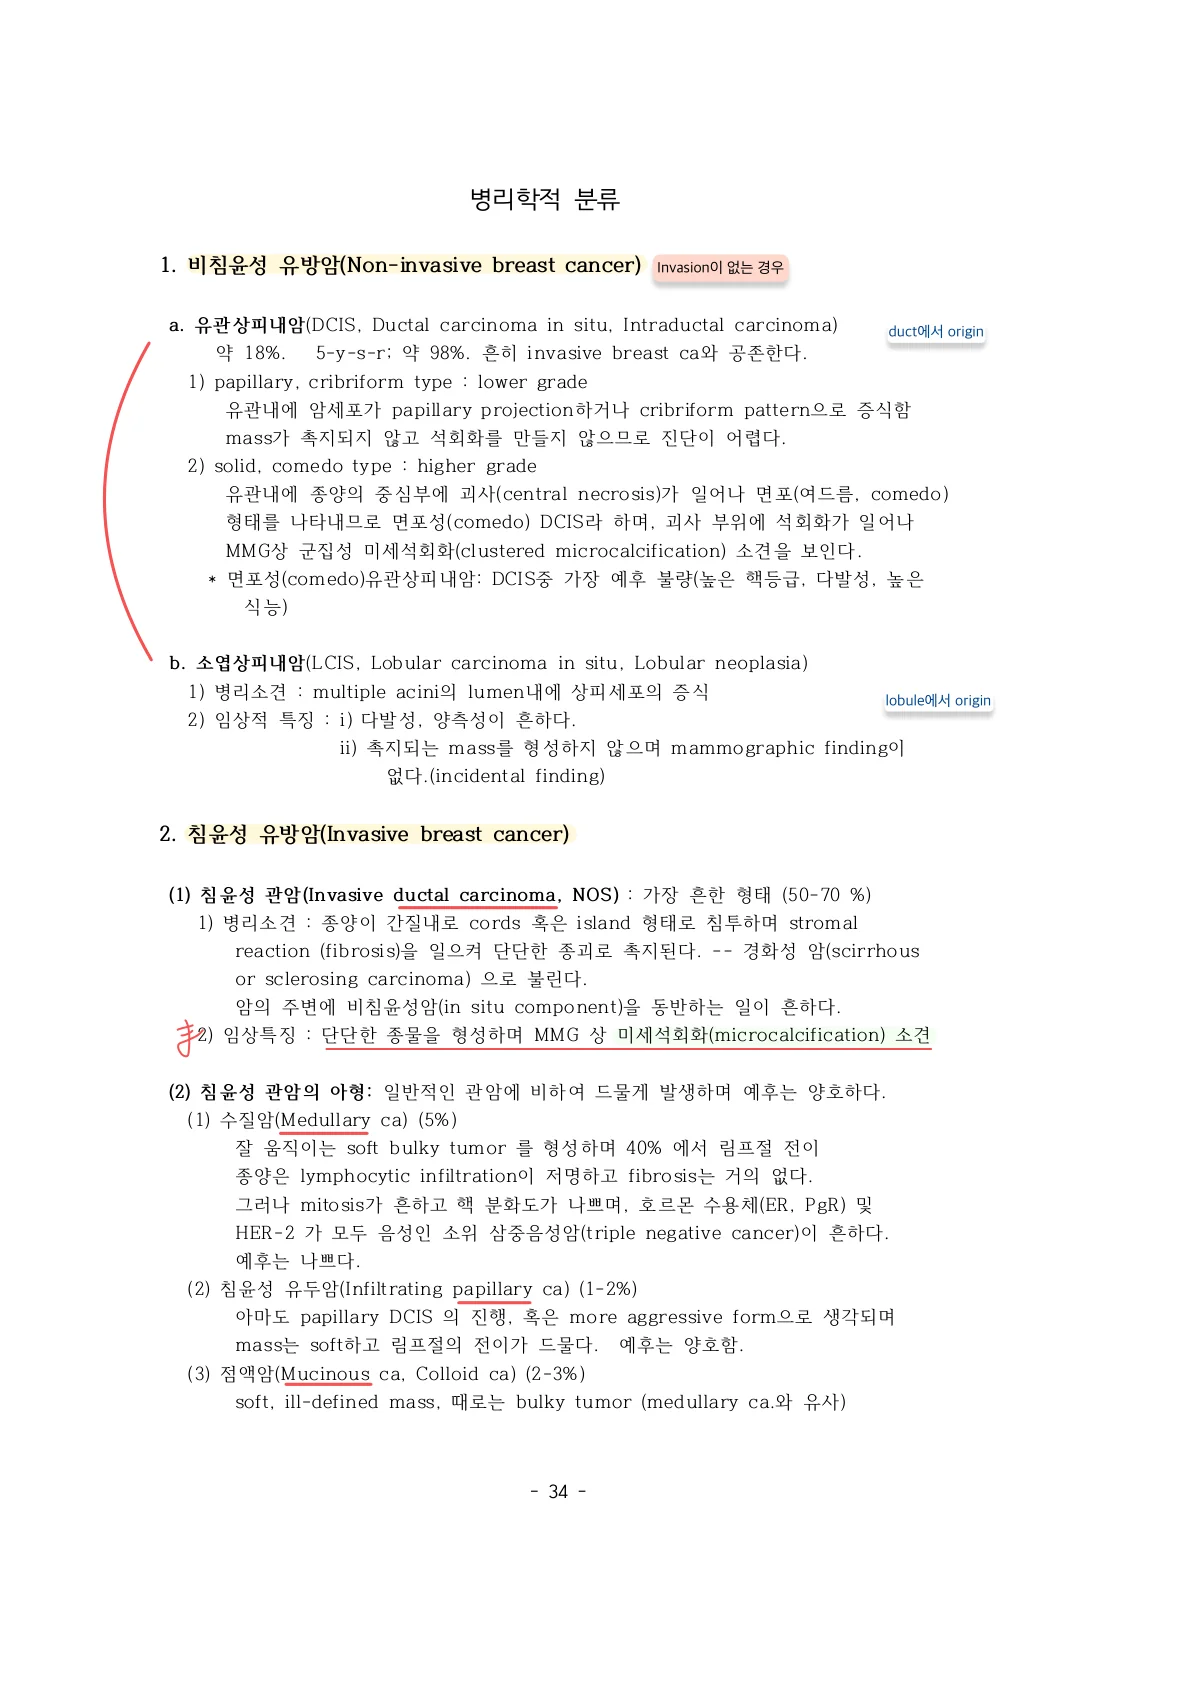 병리학적 분류
1. 비침윤성 유방암(Non-invasive breast cancer) Invasion이 없는 경우
a. 유관상피내암(DCIS, Ductal carcinoma in situ, Intraductal carcinoma) duct에서 origin
약 18%. 5-y-s-r; 약 98%. 흔히 invasive breast ca와 공존한다.
1) papillary, cribriform type : lower grade
유관내에 암세포가 papillary projection하거나 cribriform pattern으로 증식함
mass가 촉지되지 않고 석회화를 만들지 않으므로 진단이 어렵다.
2) solid, comedo type : higher grade
유관내에 종양의 중심부에 괴사(central necrosis)가 일어나 면포(여드름, comedo)
형태를 나타내므로 면포성(comedo) DCIS라 하며, 괴사 부위에 석회화가 일어나
MMG상 군집성 미세석회화(clustered microcalcification) 소견을 보인다.
* 면포성(comedo)유관상피내암: DCIS중 가장 예후 불량(높은 핵등급, 다발성, 높은
식능)
b. 소엽상피내암(LCIS, Lobular carcinoma in situ, Lobular neoplasia)
1) 병리소견 : multiple acini의 lumen내에 상피세포의 증식
lobule에서 origin
2) 임상적 특징 : i) 다발성, 양측성이 흔하다.
ii) 촉지되는 mass를 형성하지 않으며 mammographic finding이
없다.(incidental finding)
2. 침윤성 유방암(Invasive breast cancer)
(1) 침윤성 관암(Invasive ductal carcinoma, NOS) : 가장 흔한 형태 (50-70 %)
1) 병리소견 : 종양이 간질내로 cords 혹은 island 형태로 침투하며 stromal
reaction (fibrosis)을 일으켜 단단한 종괴로 촉지된다. -- 경화성 암(scirrhous
or sclerosing carcinoma) 으로 불린다.
암의 주변에 비침윤성암(in situ component)을 동반하는 일이 흔하다.
2) 임상특징 : 단단한 종물을 형성하며 MMG 상 미세석회화(microcalcification) 소견
(2) 침윤성 관암의 아형: 일반적인 관암에 비하여 드물게 발생하며 예후는 양호하다.
(1) 수질암(Medullary ca) (5%)
잘 움직이는 soft bulky tumor 를 형성하며 40% 에서 림프절 전이
종양은 lymphocytic infiltration이 저명하고 fibrosis는 거의 없다.
그러나 mitosis가 흔하고 핵 분화도가 나쁘며, 호르몬 수용체(ER, PgR) 및
HER-2 가 모두 음성인 소위 삼중음성암(triple negative cancer)이 흔하다.
예후는 나쁘다.
(2) 침윤성 유두암(Infiltrating papillary ca) (1-2%)
아마도 papillary DCIS 의 진행, 혹은 more aggressive form으로 생각되며
mass는 soft하고 림프절의 전이가 드물다. 예후는 양호함.
(3) 점액암(Mucinous ca, Colloid ca) (2-3%)
soft, ill-defined mass, 때로는 bulky tumor (medullary ca.와 유사)
- 34 -